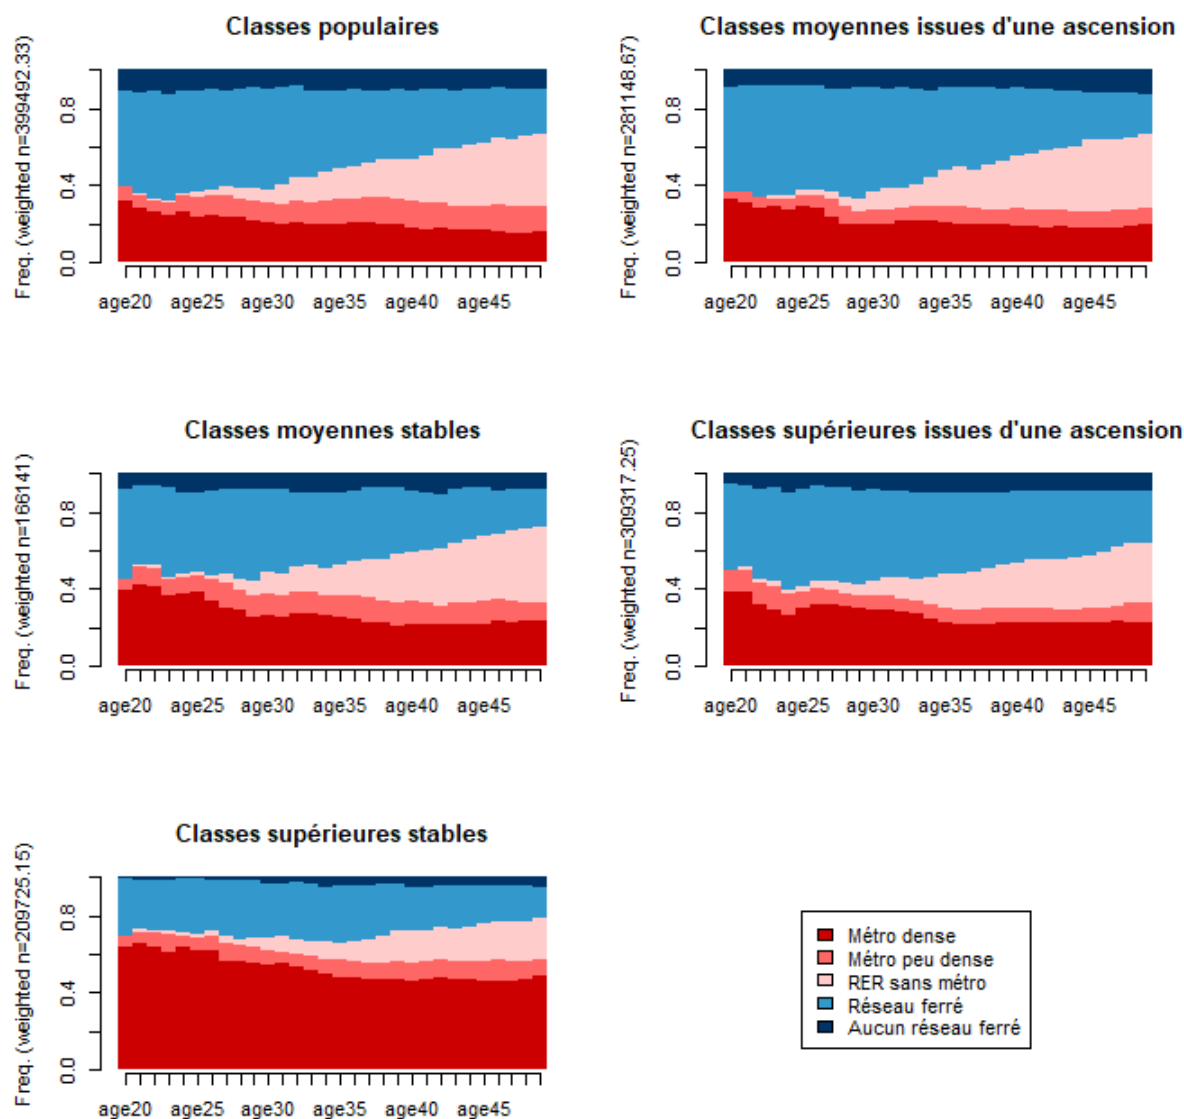 Classes populaires
Freq. (weighted n=399492.33)
0.0 0.4 0.8
age20 age25 age30 age35 age40 age45
Classes moyennes issues d'une ascension
Freq. (weighted n=281148.67)
0.0 0.4 0.8
age20 age25 age30 age35 age40 age45
Classes moyennes stables
Freq. (weighted n=166141)
0.0 0.4 0.8
age20 age25 age30 age35 age40 age45
Classes supérieures issues d'une ascension
Freq. (weighted n=309317.25)
0.0 0.4 0.8
age20 age25 age30 age35 age40 age45
Classes supérieures stables
Freq. (weighted n=209725.15)
0.0 0.4 0.8
age20 age25 age30 age35 age40 age45
Métro dense
Métro peu dense
RER sans métro
Réseau ferré
Aucun réseau ferré